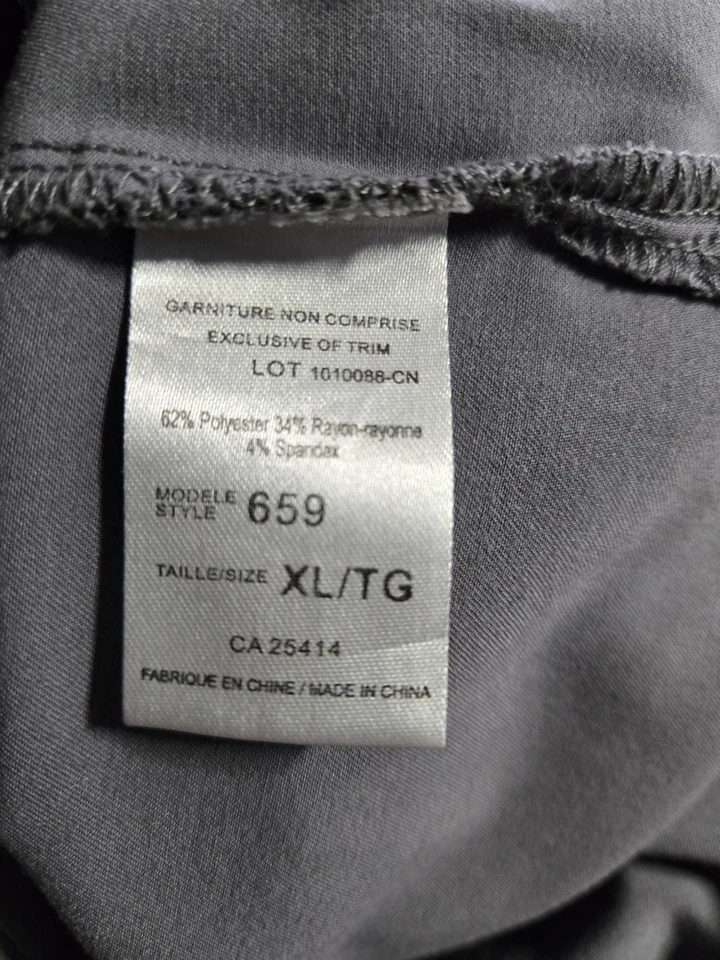 GARNITURE NON COMPRISE
EXCLUSIVE OF TRIM
LOT 1010088-CN
62% Polyester 34% Rayon-rayonne
4% Spandex
MODELE
STYLE 659
TAILLE/SIZE XL/TG
CA 25414
FABRIQUE EN CHINE / MADE IN CHINA